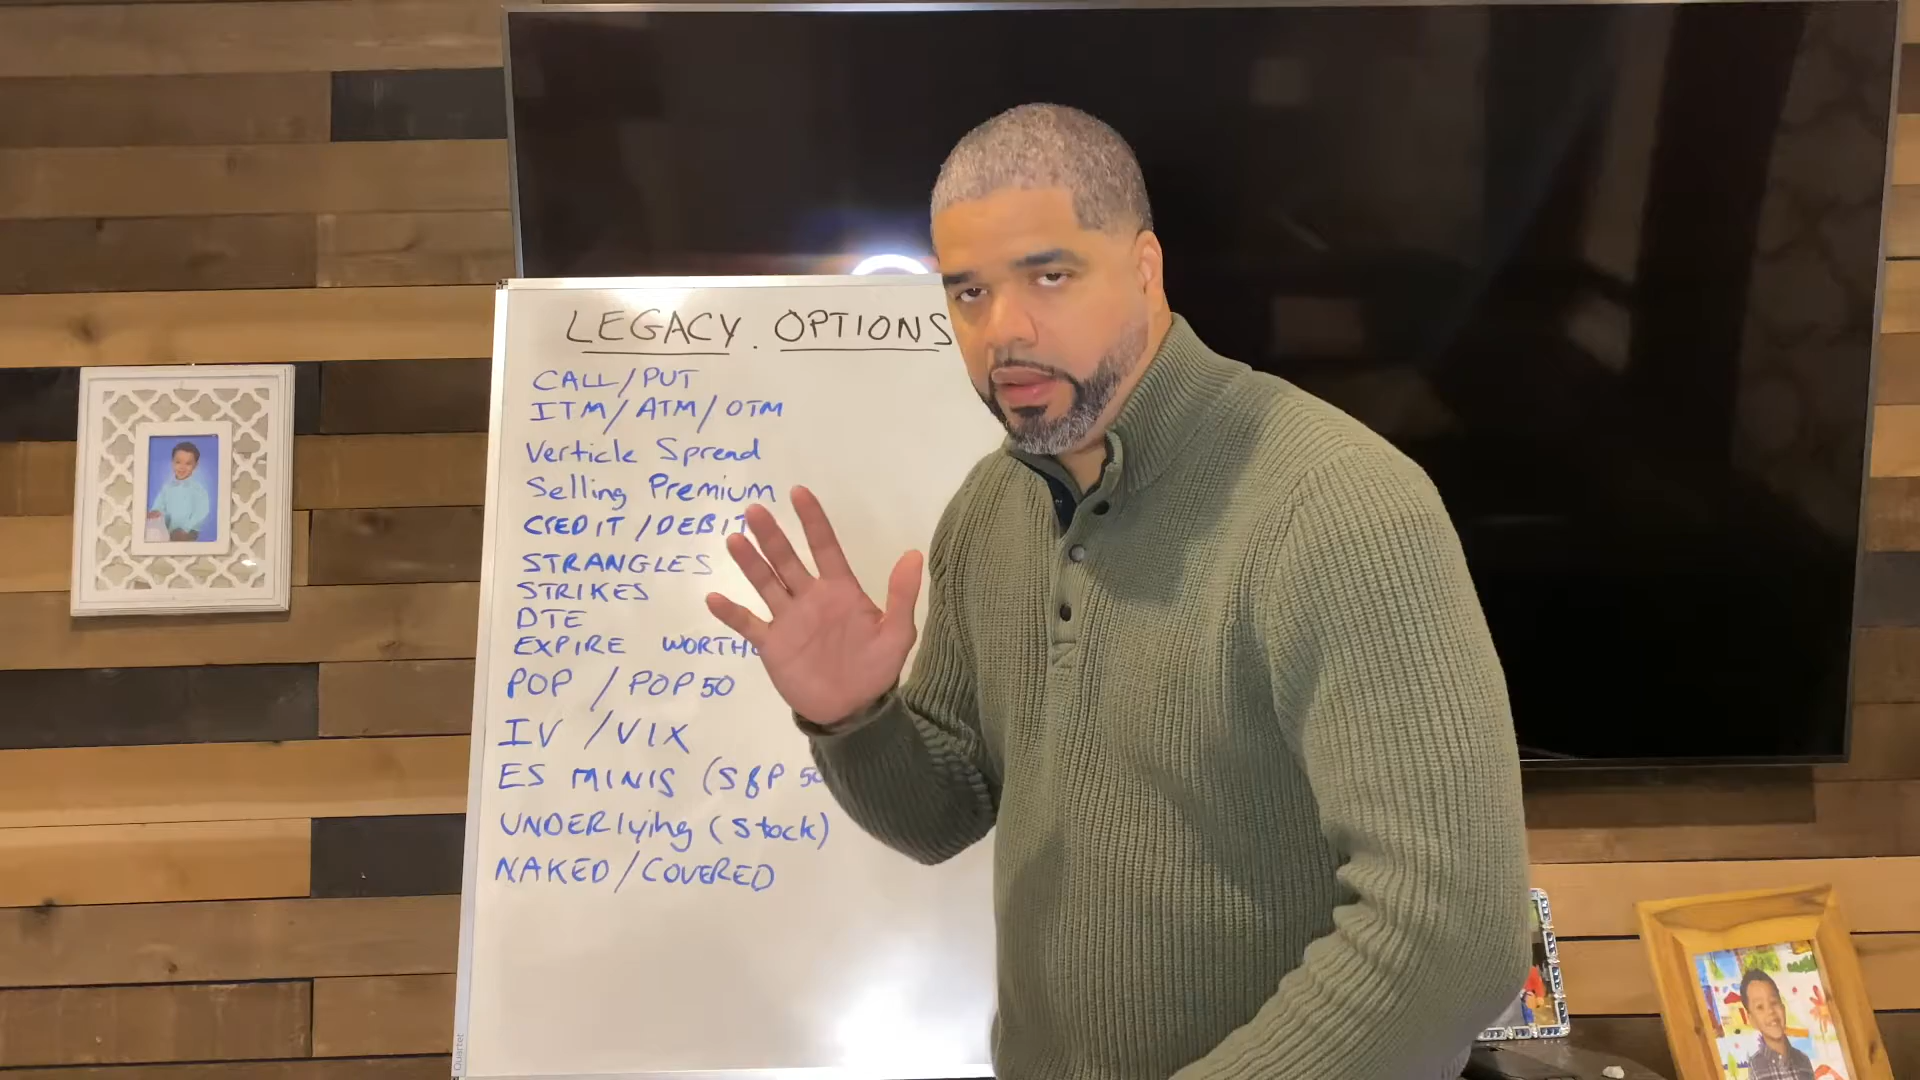 LEGACY. OPTIONS
CALL/PUT
ITM/ATM/OTM
Verticle Spread
Selling Premium
CREDIT/DEBIT
STRANGLES
STRIKES
DTE
EXPIRE
POP / POP 50
IV / VIX
ES MINIS (S&P
UNDERlying (Stock)
NAKED/COVERED
Quartet